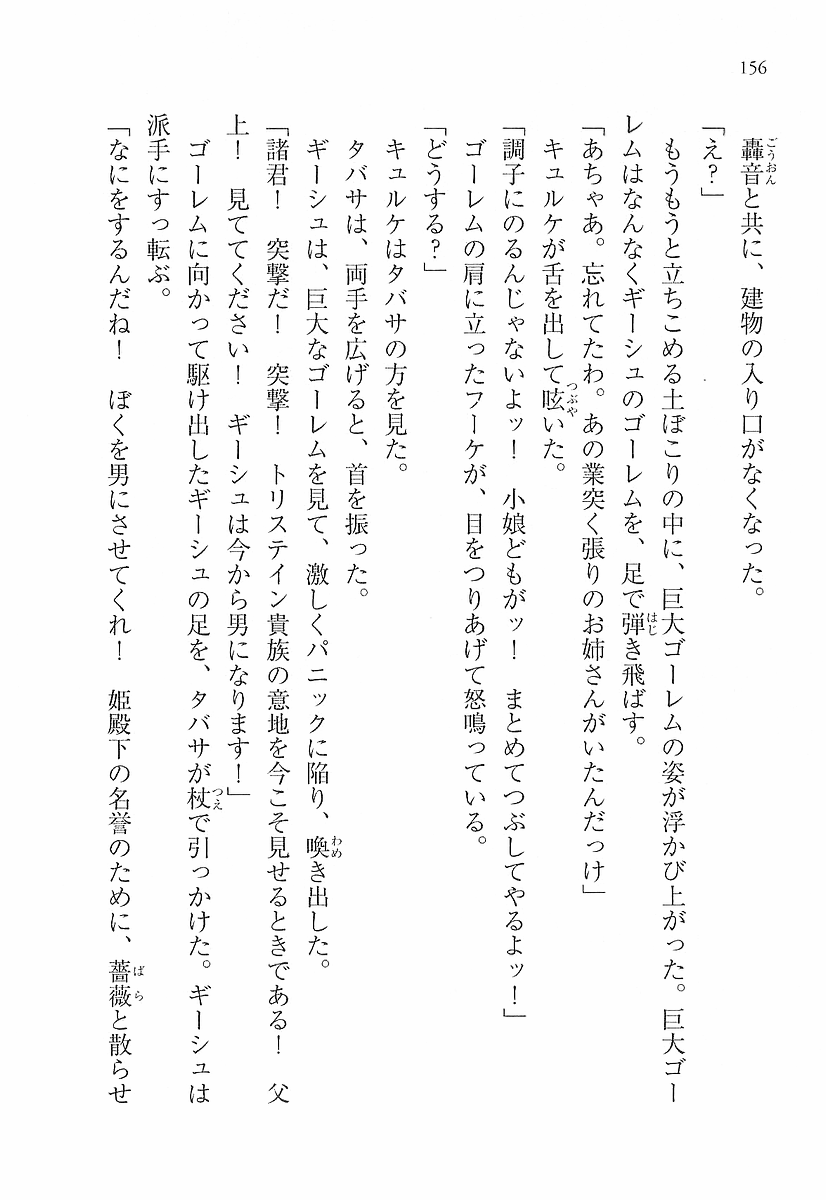 156
轟音と共に、建物の入り口がなくなった。
「え？」
もうもうと立ちこめる土ぼこりの中に、巨大ゴーレムの姿が浮かび上がった。巨大ゴー
レムはなんなくギーシュのゴーレムを、足で弾き飛ばす。
「あちゃあ。忘れてたわ。あの業突く張りのお姉さんがいたんだっけ」
キュルケが舌を出して呟いた。
「調子にのるんじゃないよッ！　小娘どもがッ！　まとめてつぶしてやるよッ！」
ゴーレムの肩に立ったフーケが、目をつりあげて怒鳴っている。
「どうする？」
キュルケはタバサの方を見た。
タバサは、両手を広げると、首を振った。
ギーシュは、巨大なゴーレムを見て、激しくパニックに陥り、喚き出した。
「諸君！　突撃だ！　突撃！　トリステイン貴族の意地を今こそ見せるときである！　父
上！　見ててください！　ギーシュは今から男になります！」
ゴーレムに向かって駆け出したギーシュの足を、タバサが杖で引っかけた。ギーシュは
派手にすっ転ぶ。
「なにをするんだね！　ぼくを男にさせてくれ！　姫殿下の名誉のために、薔薇と散らせ